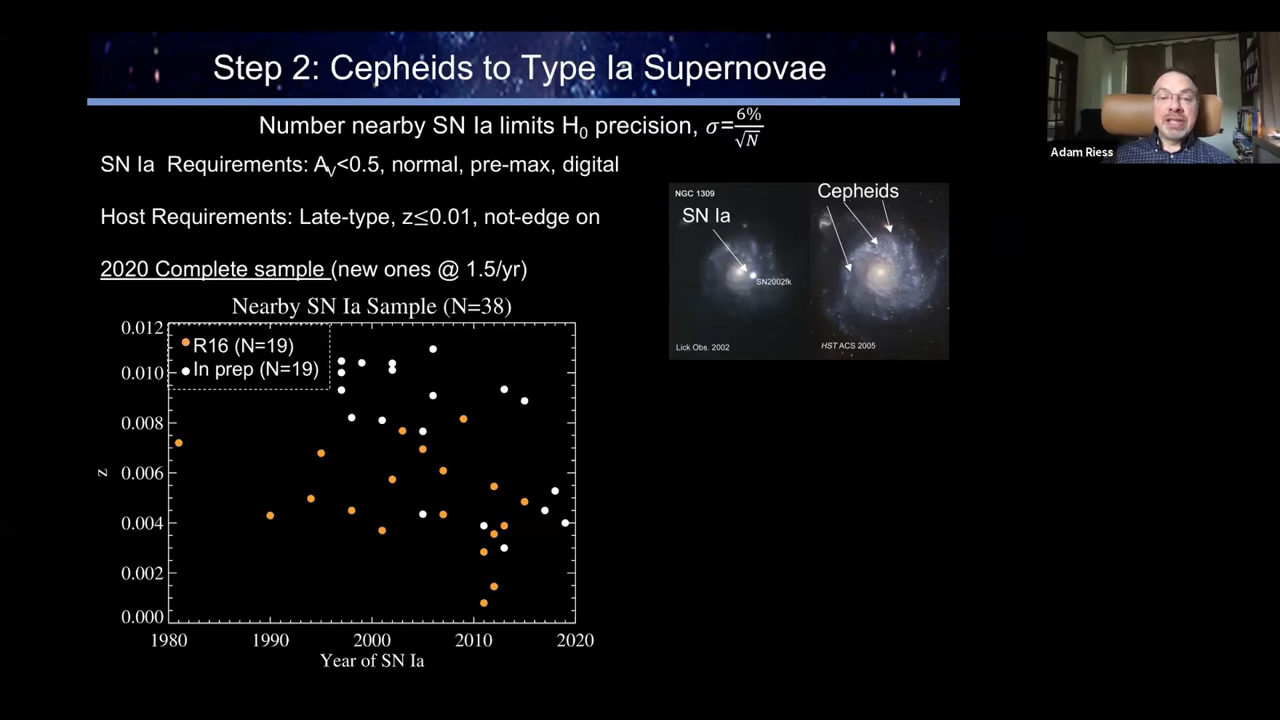 Step 2: Cepheids to Type Ia Supernovae
Number nearby SN Ia limits H₀ precision, σ=6%/√N
SN Ia Requirements: Aᵥ<0.5, normal, pre-max, digital
Host Requirements: Late-type, z≤0.01, not-edge on
2020 Complete sample (new ones @ 1.5/yr)
Nearby SN Ia Sample (N=38)
R16 (N=19)
In prep (N=19)
0.012
0.010
0.008
0.006
0.004
0.002
0.000
z
1980 1990 2000 2010 2020
Year of SN Ia
NGC 1309
SN Ia
SN2002fk
Lick Obs. 2002
Cepheids
HST ACS 2005
Adam Riess